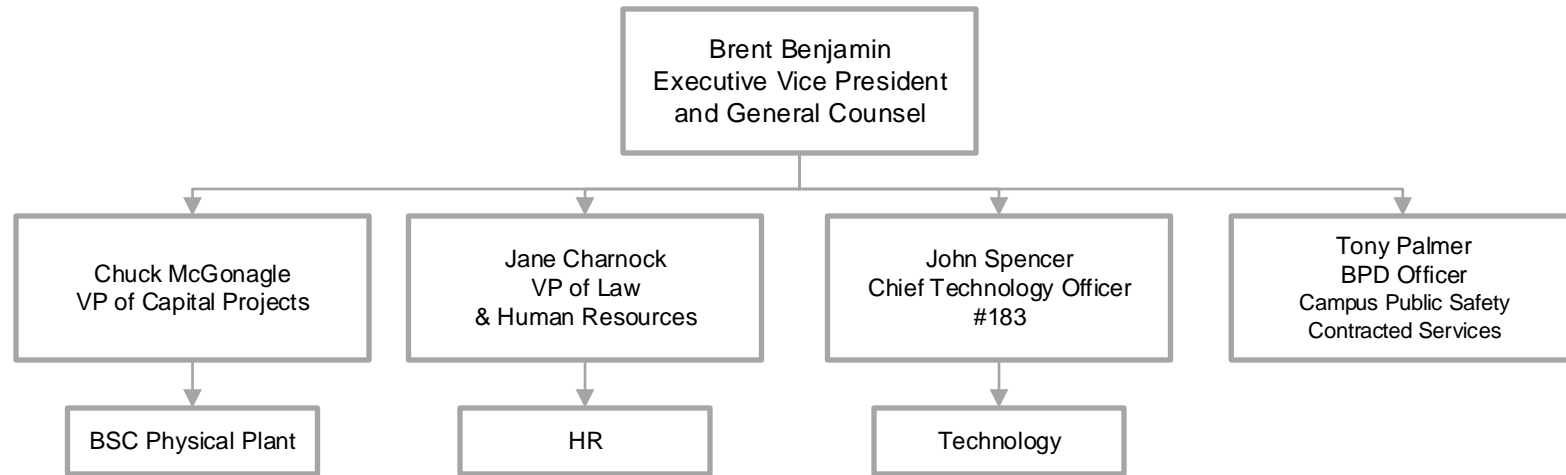 Brent Benjamin
Executive Vice President
and General Counsel
Chuck McGonagle
VP of Capital Projects
Jane Charnock
VP of Law
& Human Resources
John Spencer
Chief Technology Officer
#183
Tony Palmer
BPD Officer
Campus Public Safety
Contracted Services
BSC Physical Plant
HR
Technology